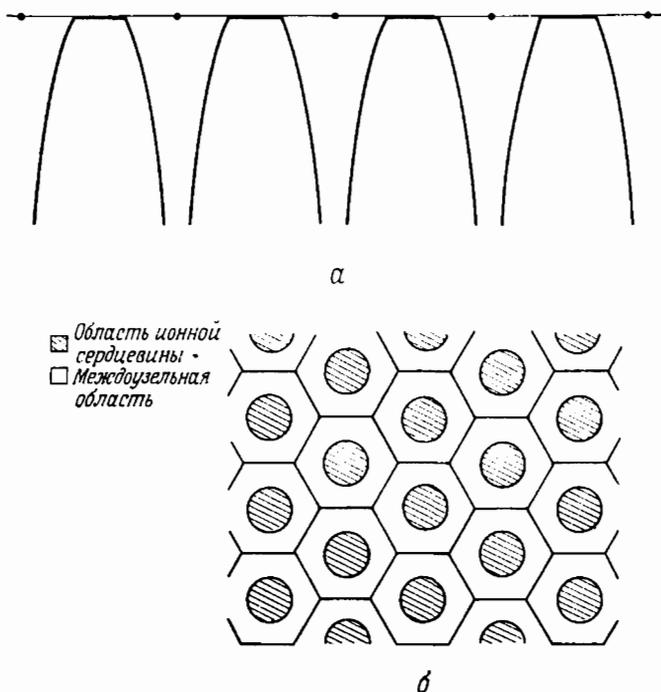 а
Область ионной
сердцевины
Междоузельная
область
б